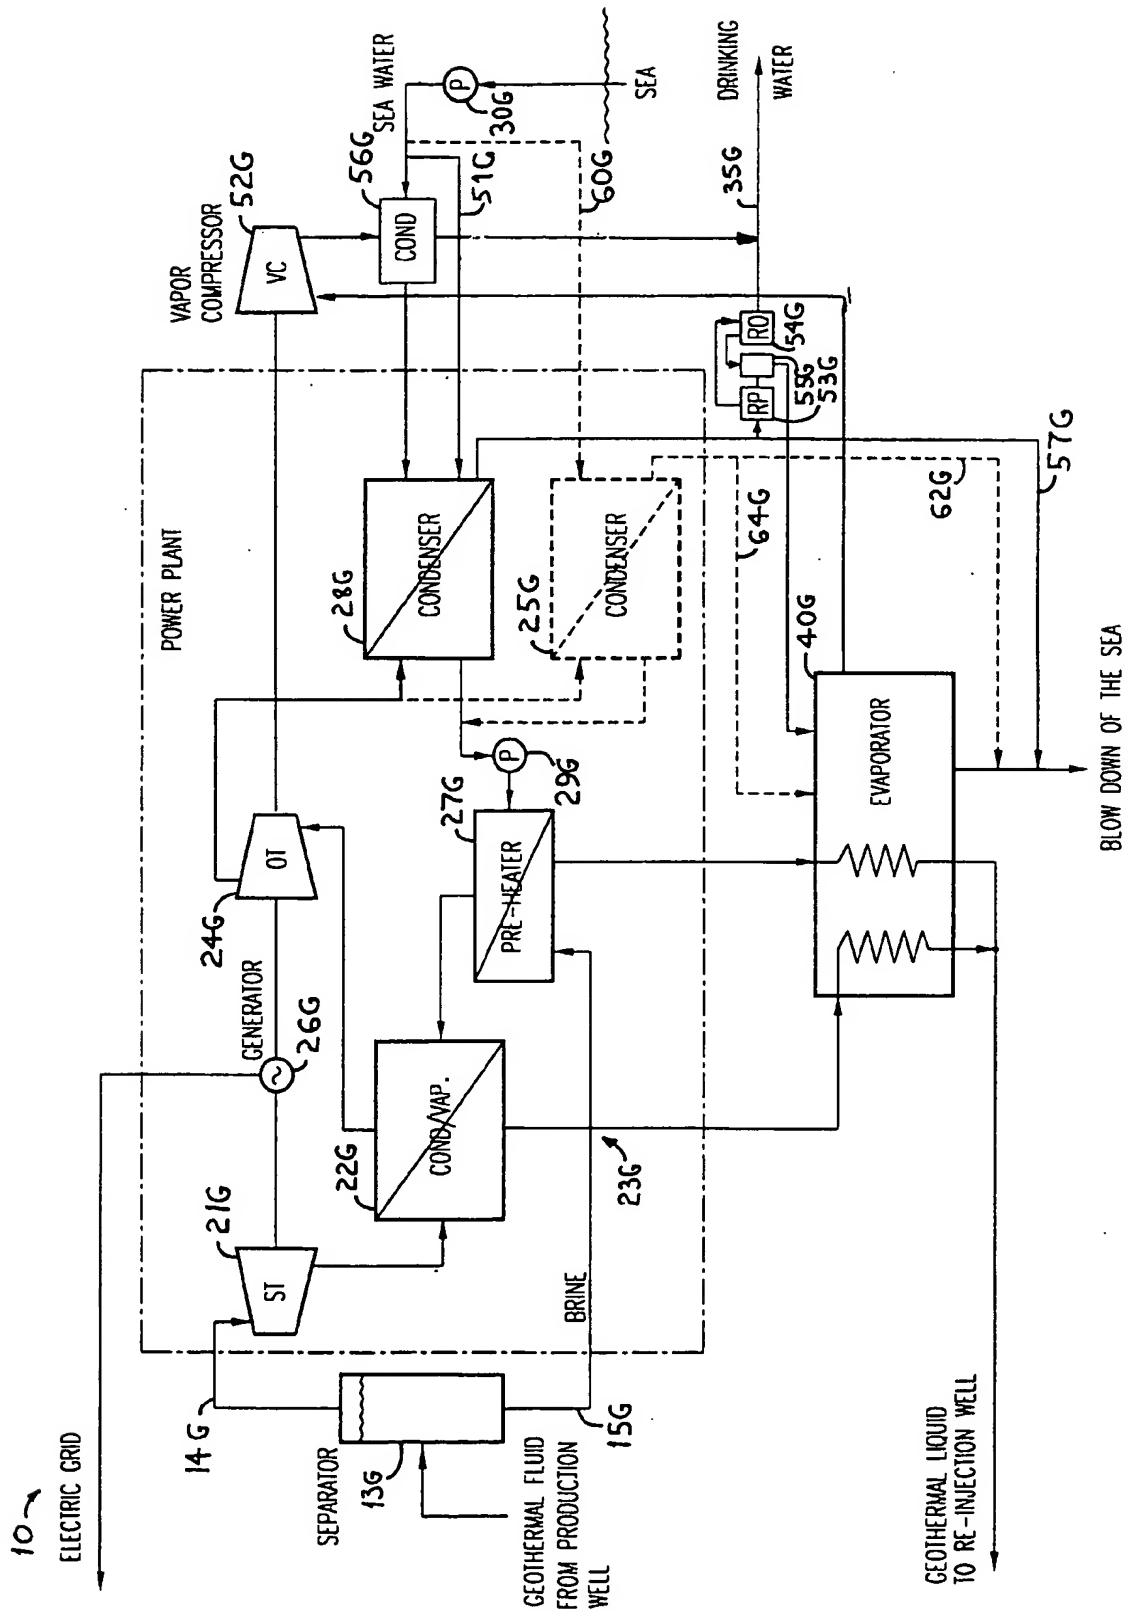 10
ELECTRIC GRID
POWER PLANT
VAPOR
COMPRESSOR
52G
VC
14G
21G
ST
GENERATOR
26G
24G
OT
SEPARATOR
13G
22G
COND/VAP.
28G
CONDENSER
56G
COND
SEA WATER
P
30G
51G
27G
PRE-HEATER
P
29G
25G
CONDENSER
60G
SEA
GEOTHERMAL FLUID
FROM PRODUCTION
WELL
15G
BRINE
23G
64G
RP
RO
54G
55G
53G
35G
DRINKING
WATER
40G
EVAPORATOR
62G
57G
GEOTHERMAL LIQUID
TO RE-INJECTION WELL
BLOW DOWN OF THE SEA